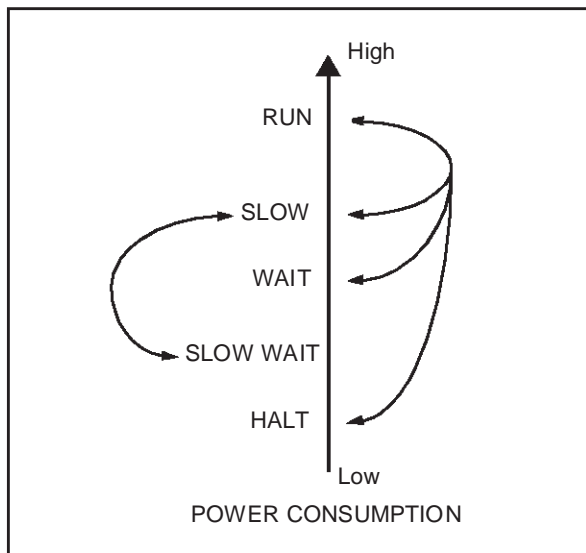 High
RUN
SLOW
WAIT
SLOW WAIT
HALT
Low
POWER CONSUMPTION